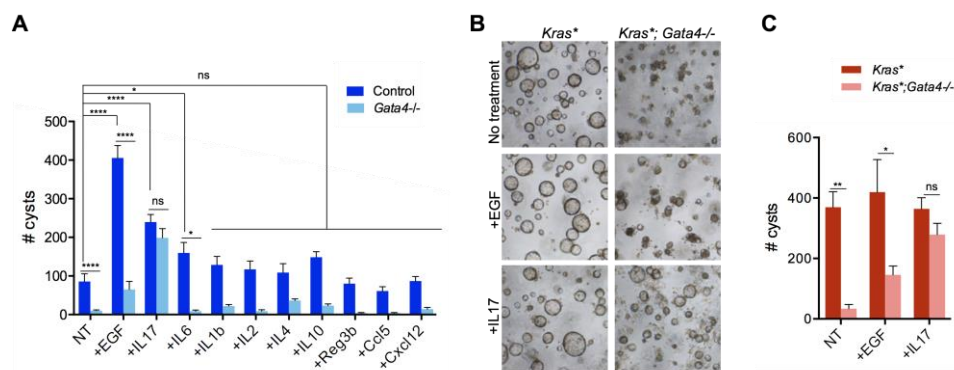 A
ns
*
****
****
****
ns
*
****
Control
Gata4-/-
# cysts
500
400
300
200
100
0
NT
+EGF
+IL17
+IL6
+IL1b
+IL2
+IL4
+IL10
+Reg3b
+Ccl5
+Cxcl12
B
Kras* Kras*; Gata4-/-
No treatment
+EGF
+IL17
C
Kras*
Kras*;Gata4-/-
# cysts
600
400
200
0
**
*
ns
NT
+EGF
+IL17